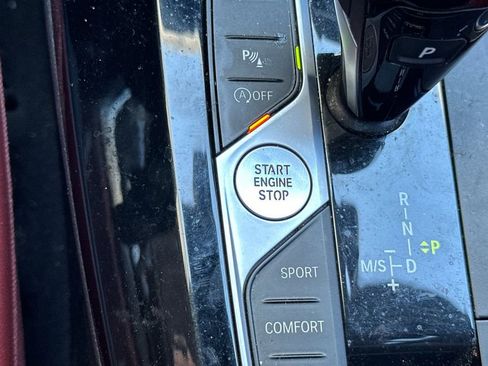 P
P
OFF
START
ENGINE
STOP
R
N
P
M/S
D
SPORT
COMFORT